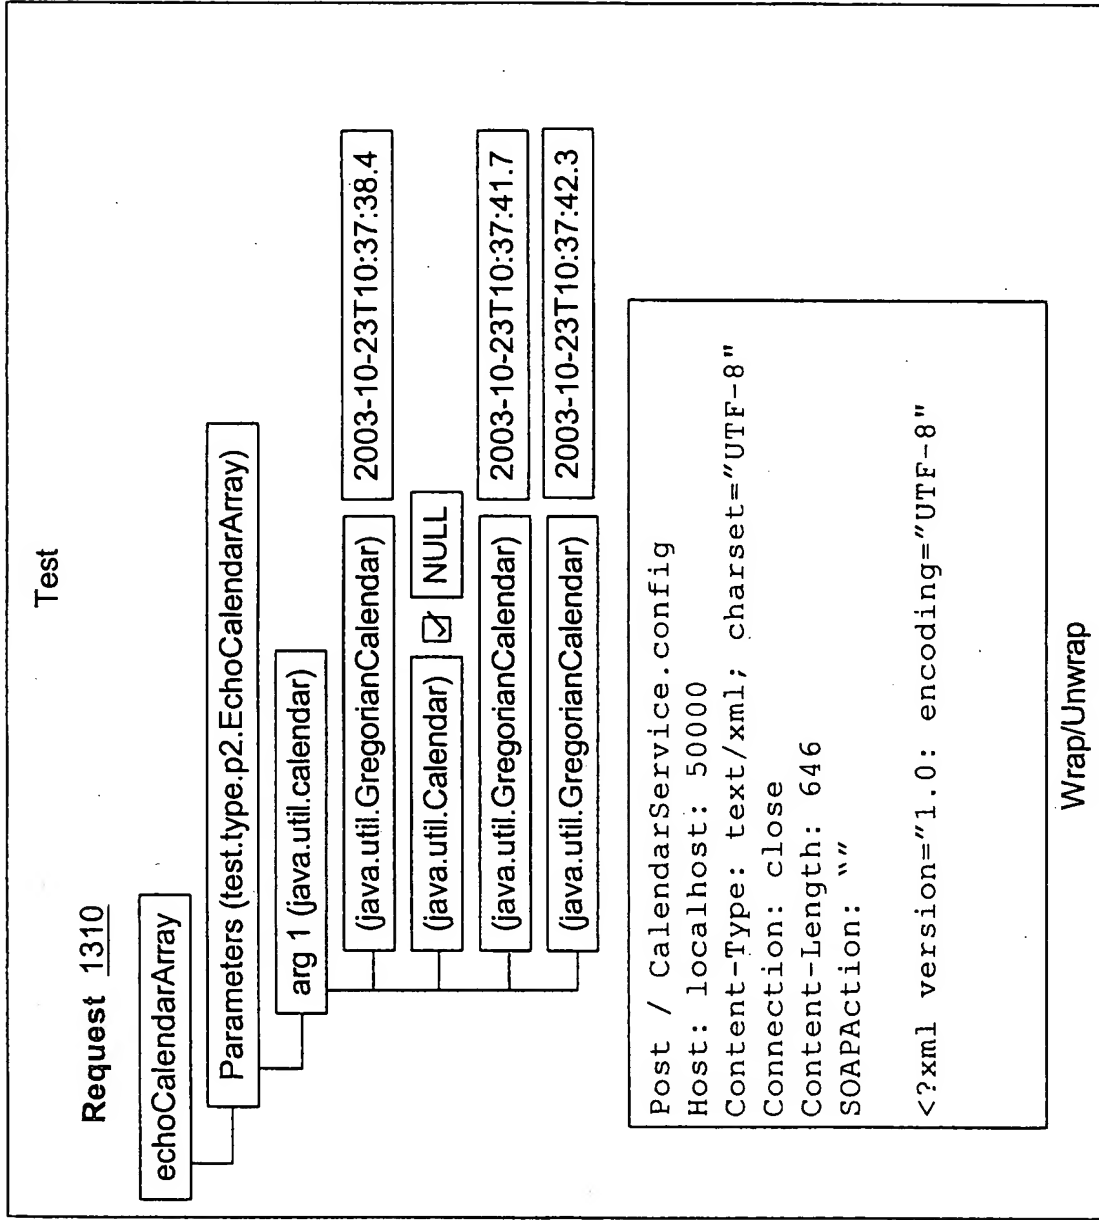 Test
Request 1310
echoCalendarArray
Parameters (test.type.p2.EchoCalendarArray)
arg 1 (java.util.calendar)
(java.util.GregorianCalendar) 2003-10-23T10:37:38.4
(java.util.Calendar) NULL
(java.util.GregorianCalendar) 2003-10-23T10:37:41.7
(java.util.GregorianCalendar) 2003-10-23T10:37:42.3
Post / CalendarService.config
Host: localhost: 50000
Content-Type: text/xml; charset="UTF-8"
Connection: close
Content-Length: 646
SOAPAction: ""
<?xml version="1.0: encoding="UTF-8"
Wrap/Unwrap